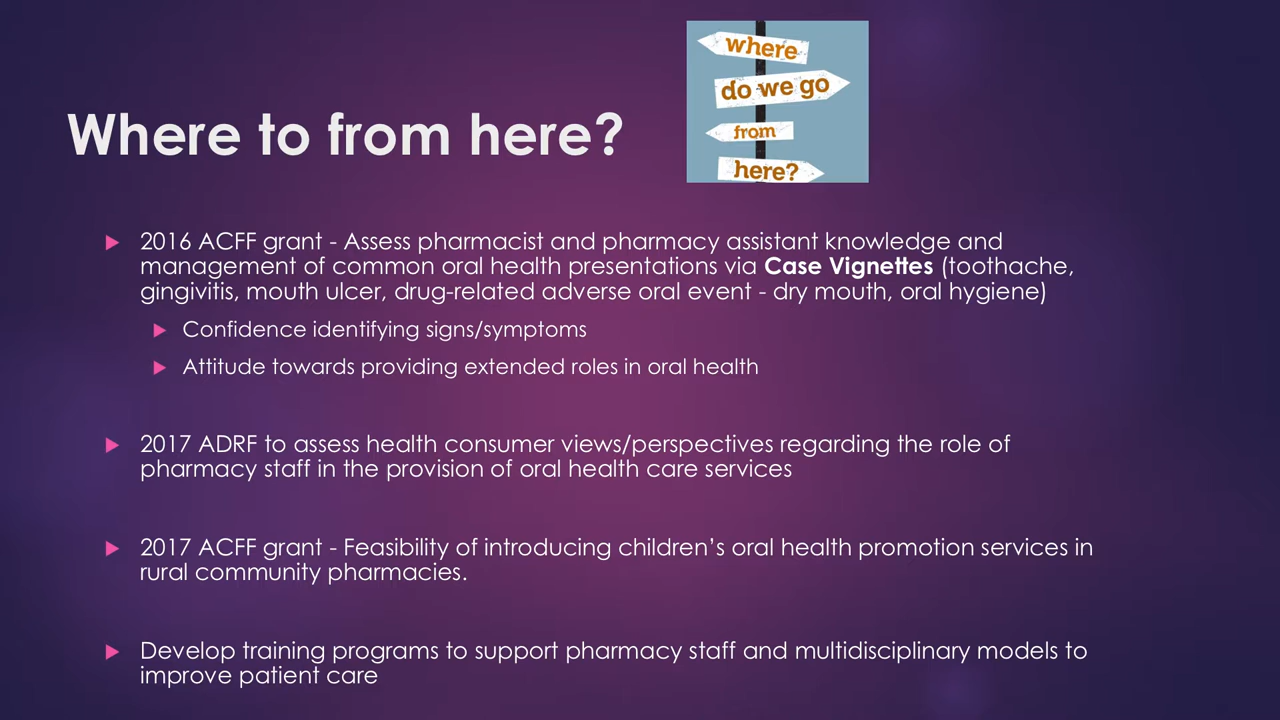 where
do we go
from
here?
Where to from here?
2016 ACFF grant - Assess pharmacist and pharmacy assistant knowledge and
management of common oral health presentations via Case Vignettes (toothache,
gingivitis, mouth ulcer, drug-related adverse oral event - dry mouth, oral hygiene)
Confidence identifying signs/symptoms
Attitude towards providing extended roles in oral health
2017 ADRF to assess health consumer views/perspectives regarding the role of
pharmacy staff in the provision of oral health care services
2017 ACFF grant - Feasibility of introducing children’s oral health promotion services in
rural community pharmacies.
Develop training programs to support pharmacy staff and multidisciplinary models to
improve patient care